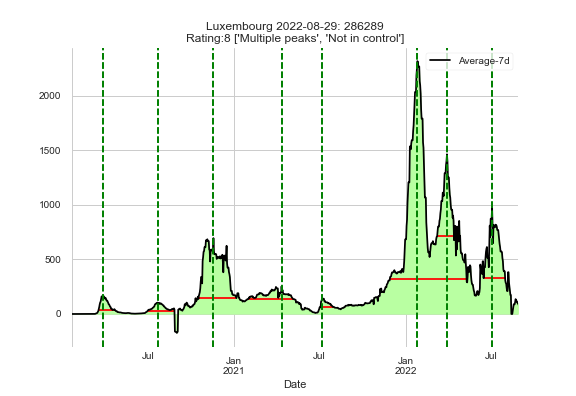 Luxembourg 2022-08-29: 286289
Rating:8 ['Multiple peaks', 'Not in control']
Average-7d
2000
1500
1000
500
0
Jul
Jan
2021
Jul
Jan
2022
Jul
Date